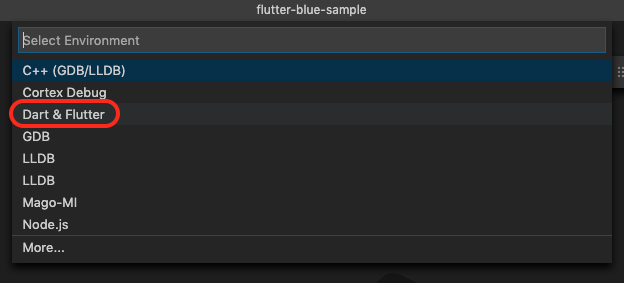 flutter-blue-sample
Select Environment
C++ (GDB/LLDB)
Cortex Debug
Dart & Flutter
GDB
LLDB
LLDB
Mago-MI
Node.js
More...